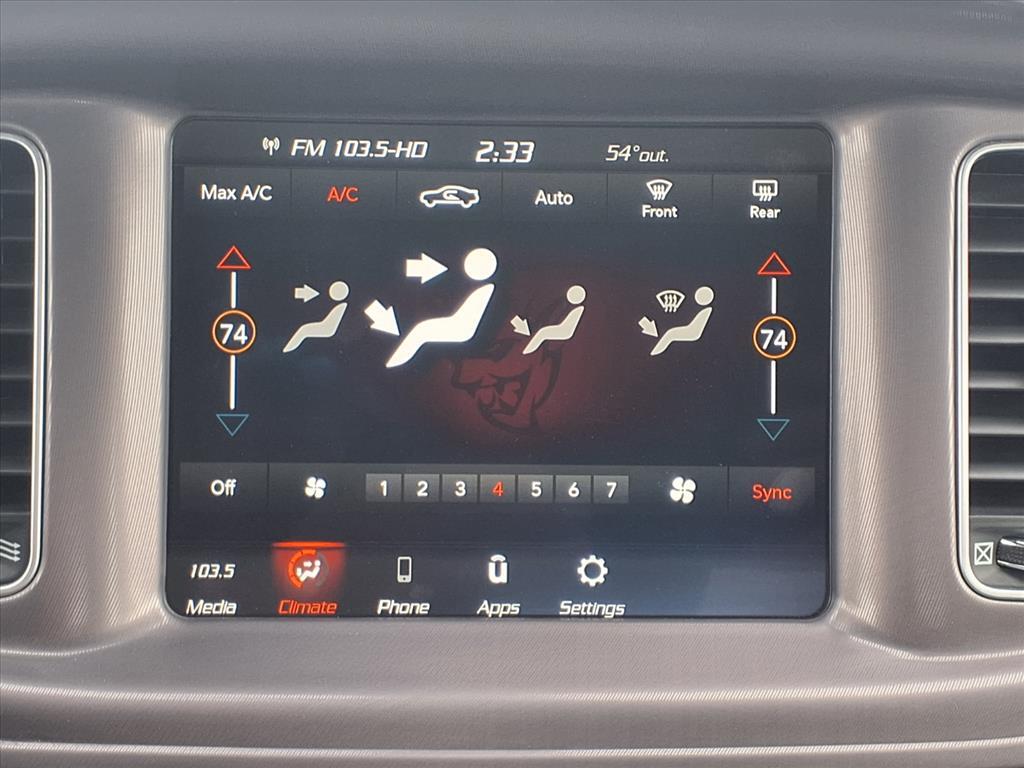 FM 103.5-HD 2:33 54°out.
Max A/C A/C Auto Front Rear
74 74
Off 1 2 3 4 5 6 7 Sync
103.5
Media Climate Phone Apps Settings